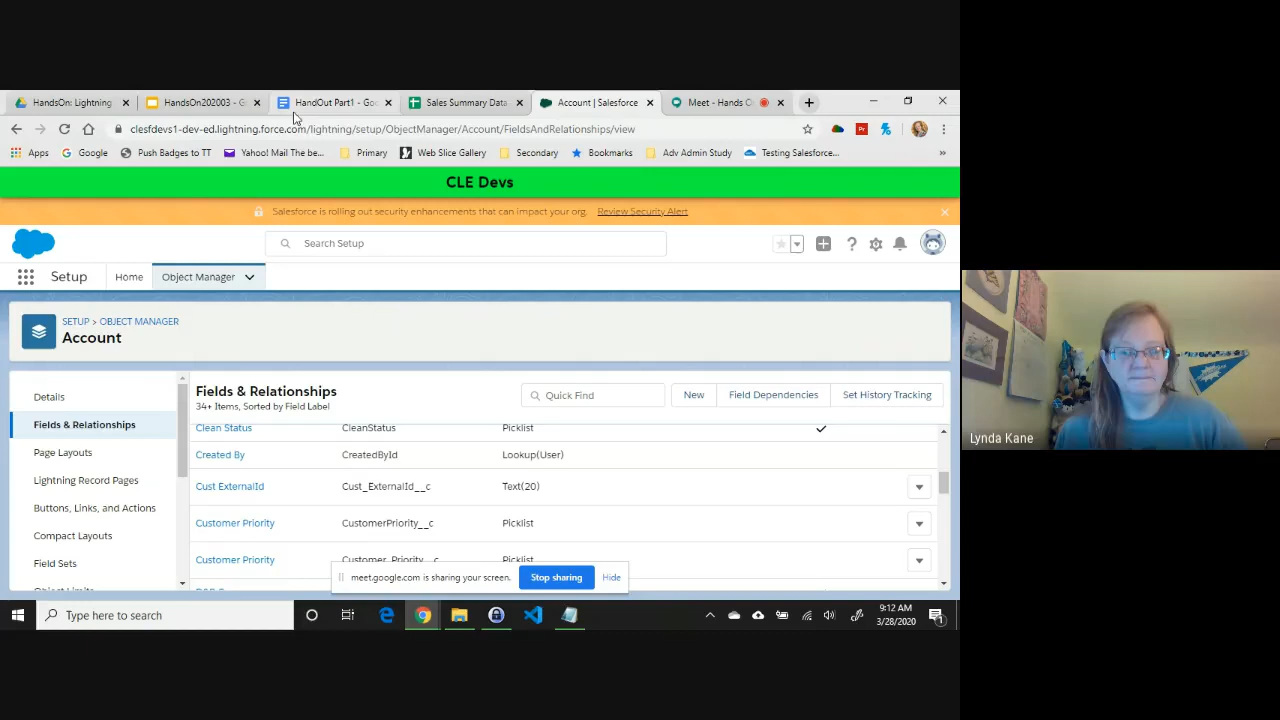 HandsOn: Lightning
HandsOn202003 - G
HandOut Part1 - Goo
Sales Summary Data
Account | Salesforce
Meet - Hands O
clesfdevs1-dev-ed.lightning.force.com/lightning/setup/ObjectManager/Account/FieldsAndRelationships/view
Apps
Google
Push Badges to TT
Yahoo! Mail The be...
Primary
Web Slice Gallery
Secondary
Bookmarks
Adv Admin Study
Testing Salesforce...
CLE Devs
Salesforce is rolling out security enhancements that can impact your org. Review Security Alert
Search Setup
Setup
Home
Object Manager
SETUP > OBJECT MANAGER
Account
Details
Fields & Relationships
Page Layouts
Lightning Record Pages
Buttons, Links, and Actions
Compact Layouts
Field Sets
Object Limits
Fields & Relationships
34+ Items, Sorted by Field Label
Quick Find
New
Field Dependencies
Set History Tracking
Clean Status CleanStatus Picklist
Created By CreatedById Lookup(User)
Cust ExternalId Cust_ExternalId__c Text(20)
Customer Priority CustomerPriority__c Picklist
Customer Priority Customer_Priority__c Picklist
meet.google.com is sharing your screen.
Stop sharing
Hide
Type here to search
9:12 AM
3/28/2020
Lynda Kane